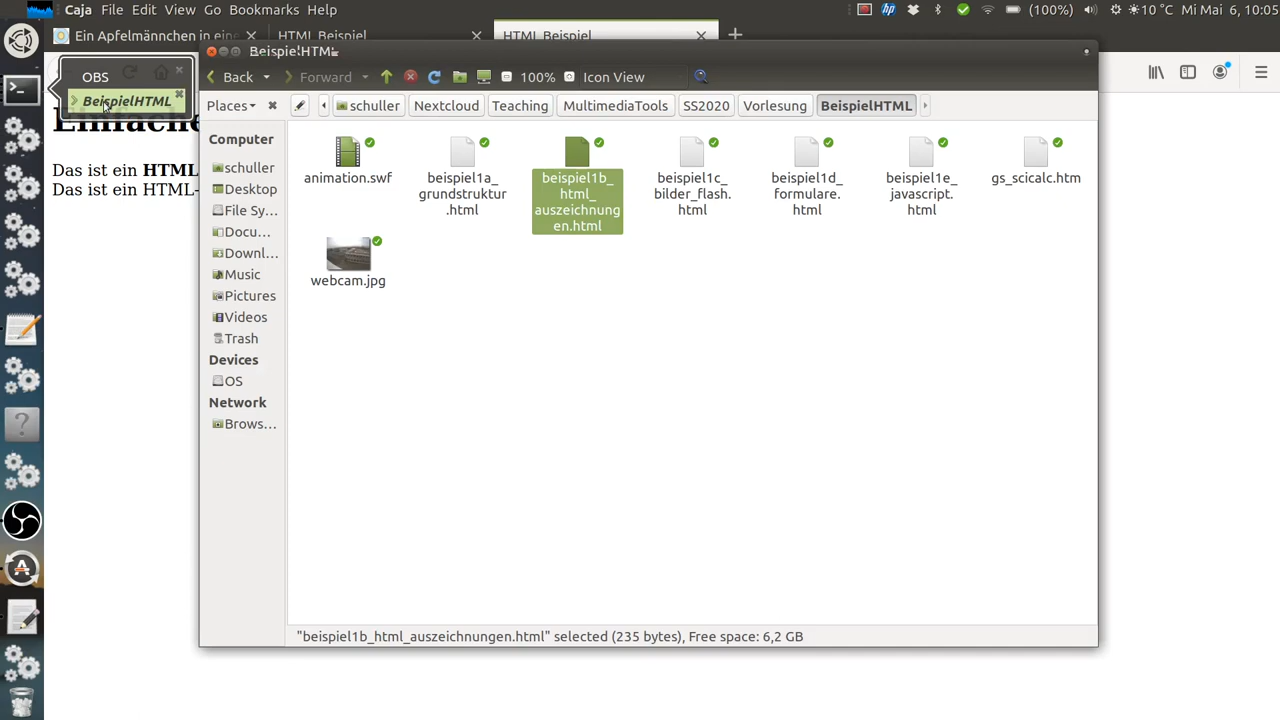 Caja File Edit View Go Bookmarks Help (100%) 10 °C Mi Mai 6, 10:05
Ein Apfelmännchen in eine
HTML Beispiel
HTML Beispiel
BeispielHTML
OBS
BeispielHTML
Back Forward 100% Icon View
Places schuller Nextcloud Teaching MultimediaTools SS2020 Vorlesung BeispielHTML
Einfache
Das ist ein HTML
Das ist ein HTML-
Computer
schuller
Desktop
File Sy...
Docu...
Downl...
Music
Pictures
Videos
Trash
Devices
OS
Network
Brows...
animation.swf
beispiel1a_
grundstruktur
.html
beispiel1b_
html_
auszeichnung
en.html
beispiel1c_
bilder_flash.
html
beispiel1d_
formulare.
html
beispiel1e_
javascript.
html
gs_scicalc.htm
webcam.jpg
"beispiel1b_html_auszeichnungen.html" selected (235 bytes), Free space: 6,2 GB